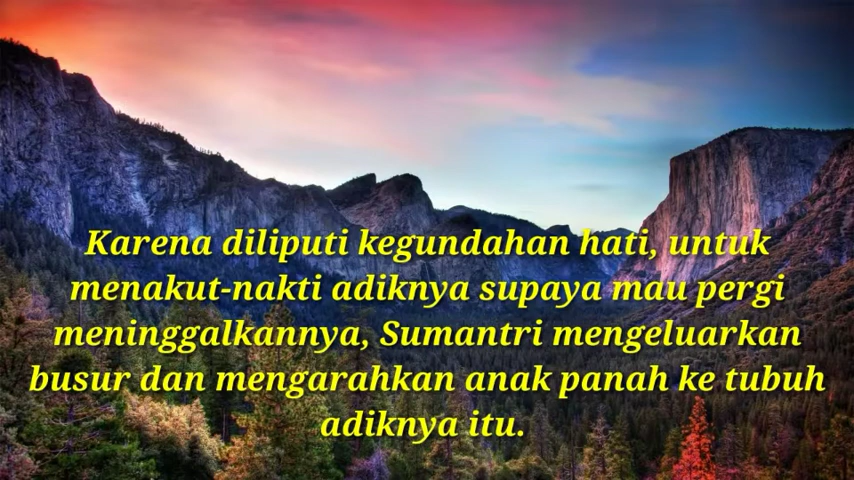 Karena diliputi kegundahan hati, untuk
menakut-nakti adiknya supaya mau pergi
meninggalkannya, Sumantri mengeluarkan
busur dan mengarahkan anak panah ke tubuh
adiknya itu.